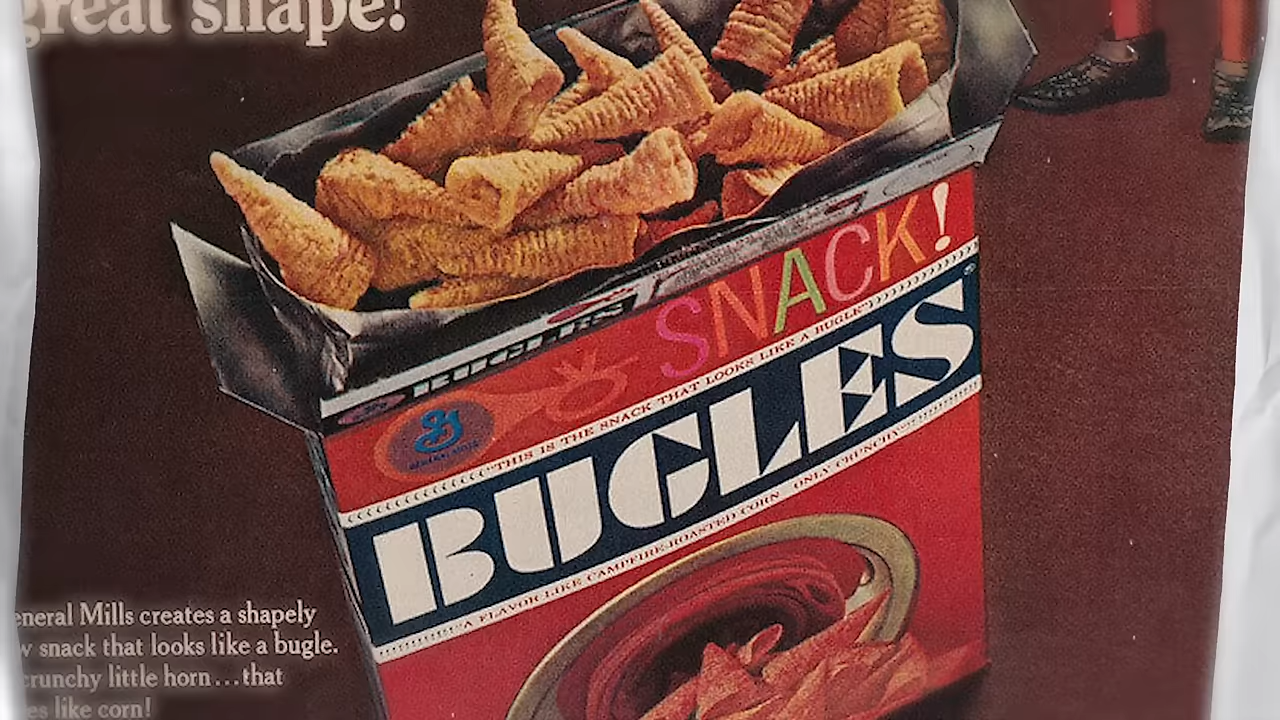 great shape!
SNACK!
BUGLES
"THIS IS THE SNACK THAT LOOKS LIKE A BUGLE"
BUGLES
"A FLAVOR LIKE CAMPFIRE-ROASTED CORN ONLY CRUNCHY"
eneral Mills creates a shapely
w snack that looks like a bugle.
crunchy little horn...that
es like corn!